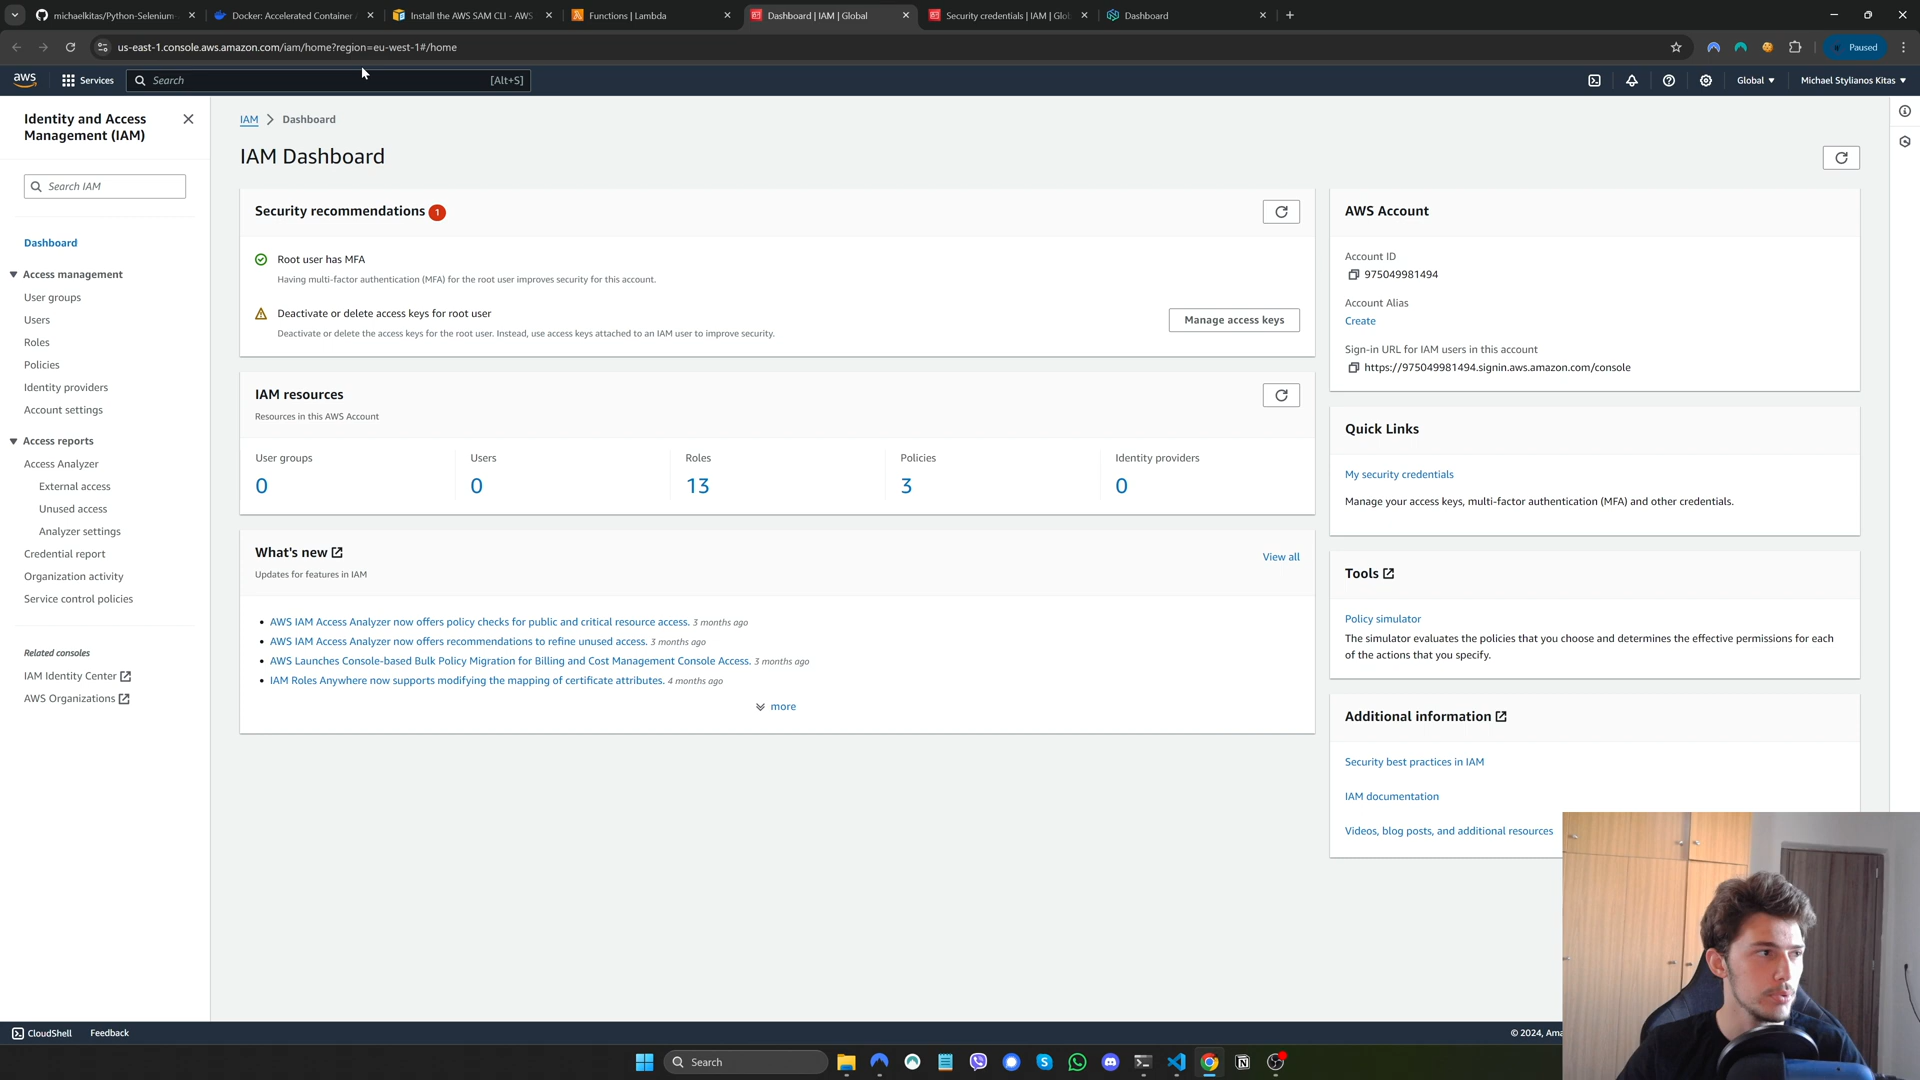 michaelkitas/Python-Selenium-
Docker: Accelerated Container
Install the AWS SAM CLI - AWS
Functions | Lambda
Dashboard | IAM | Global
Security credentials | IAM | Glo
Dashboard
us-east-1.console.aws.amazon.com/iam/home?region=eu-west-1#/home
Paused
aws
Services
Search
[Alt+S]
Global
Michael Stylianos Kitas
Identity and Access
Management (IAM)
Search IAM
Dashboard
Access management
User groups
Users
Roles
Policies
Identity providers
Account settings
Access reports
Access Analyzer
External access
Unused access
Analyzer settings
Credential report
Organization activity
Service control policies
Related consoles
IAM Identity Center
AWS Organizations
IAM > Dashboard
IAM Dashboard
Security recommendations 1
Root user has MFA
Having multi-factor authentication (MFA) for the root user improves security for this account.
Deactivate or delete access keys for root user
Deactivate or delete the access keys for the root user. Instead, use access keys attached to an IAM user to improve security.
Manage access keys
IAM resources
Resources in this AWS Account
User groups
0
Users
0
Roles
13
Policies
3
Identity providers
0
What's new
Updates for features in IAM
View all
AWS IAM Access Analyzer now offers policy checks for public and critical resource access. 3 months ago
AWS IAM Access Analyzer now offers recommendations to refine unused access. 3 months ago
AWS Launches Console-based Bulk Policy Migration for Billing and Cost Management Console Access. 3 months ago
IAM Roles Anywhere now supports modifying the mapping of certificate attributes. 4 months ago
more
AWS Account
Account ID
975049981494
Account Alias
Create
Sign-in URL for IAM users in this account
https://975049981494.signin.aws.amazon.com/console
Quick Links
My security credentials
Manage your access keys, multi-factor authentication (MFA) and other credentials.
Tools
Policy simulator
The simulator evaluates the policies that you choose and determines the effective permissions for each
of the actions that you specify.
Additional information
Security best practices in IAM
IAM documentation
Videos, blog posts, and additional resources
CloudShell
Feedback
© 2024, Ama
Search